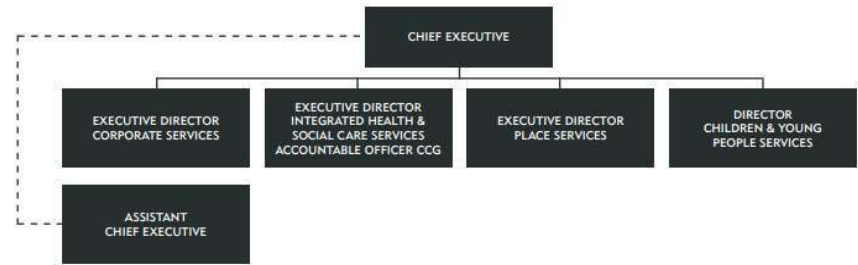 CHIEF EXECUTIVE
EXECUTIVE DIRECTOR
CORPORATE SERVICES
EXECUTIVE DIRECTOR
INTEGRATED HEALTH &
SOCIAL CARE SERVICES
ACCOUNTABLE OFFICER CCG
EXECUTIVE DIRECTOR
PLACE SERVICES
DIRECTOR
CHILDREN & YOUNG
PEOPLE SERVICES
ASSISTANT
CHIEF EXECUTIVE